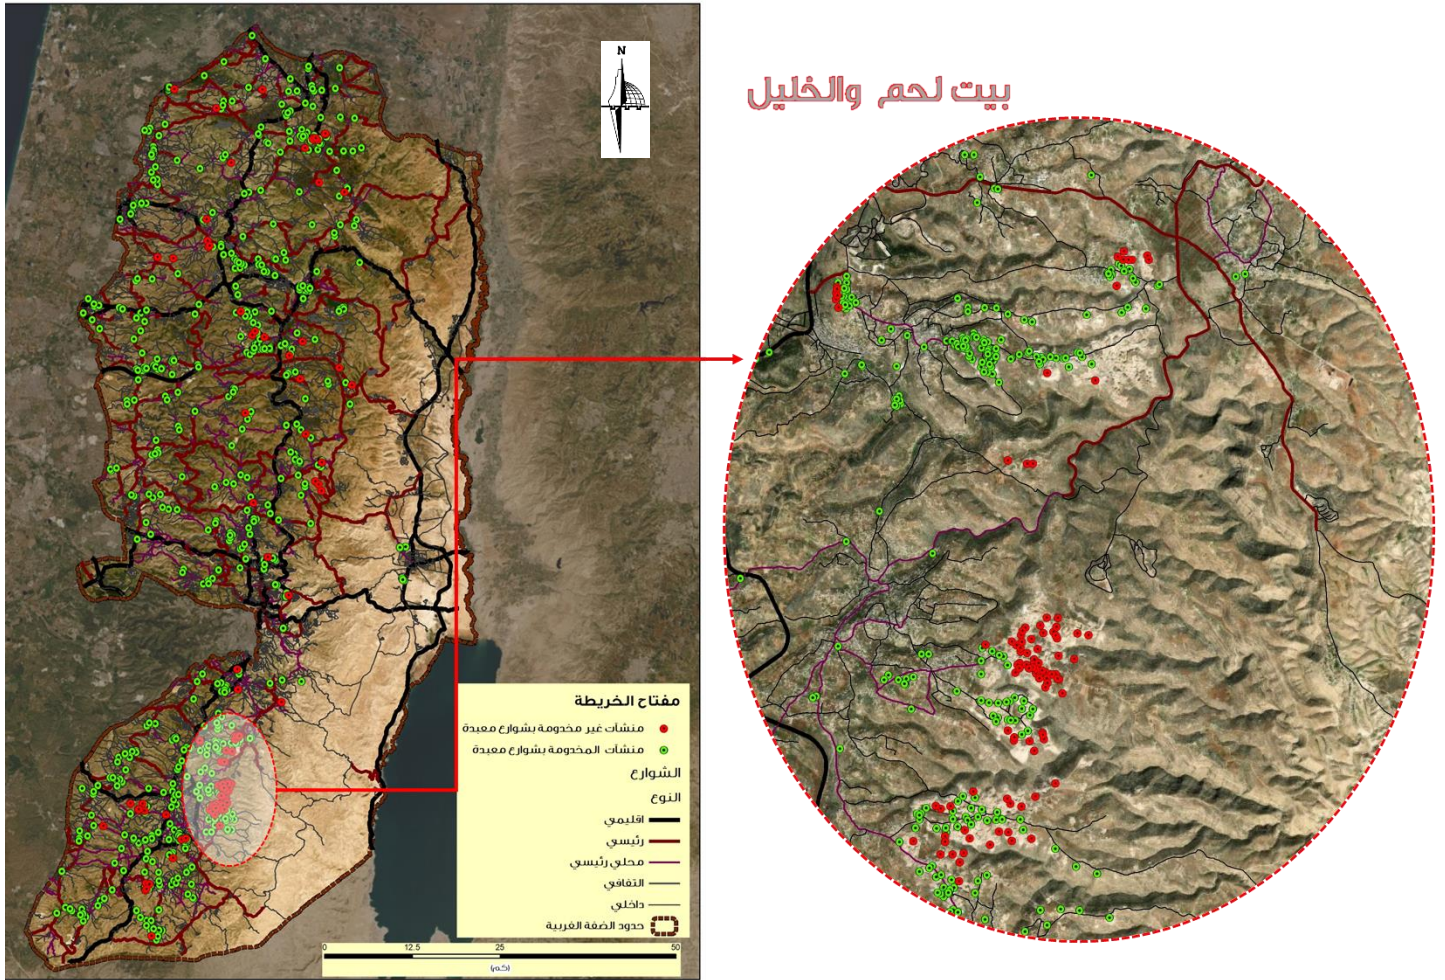 N
بيت لحم والخليل
مفتاح الخريطة
منشآت غير مخدومة بشوارع معبدة
منشآت المخدومة بشوارع معبدة
الشوارع
النوع
اقليمي
رئيسي
محلي رئيسي
التفافي
داخلي
حدود الضفة الغربية
0 12.5 25 50
(كم)